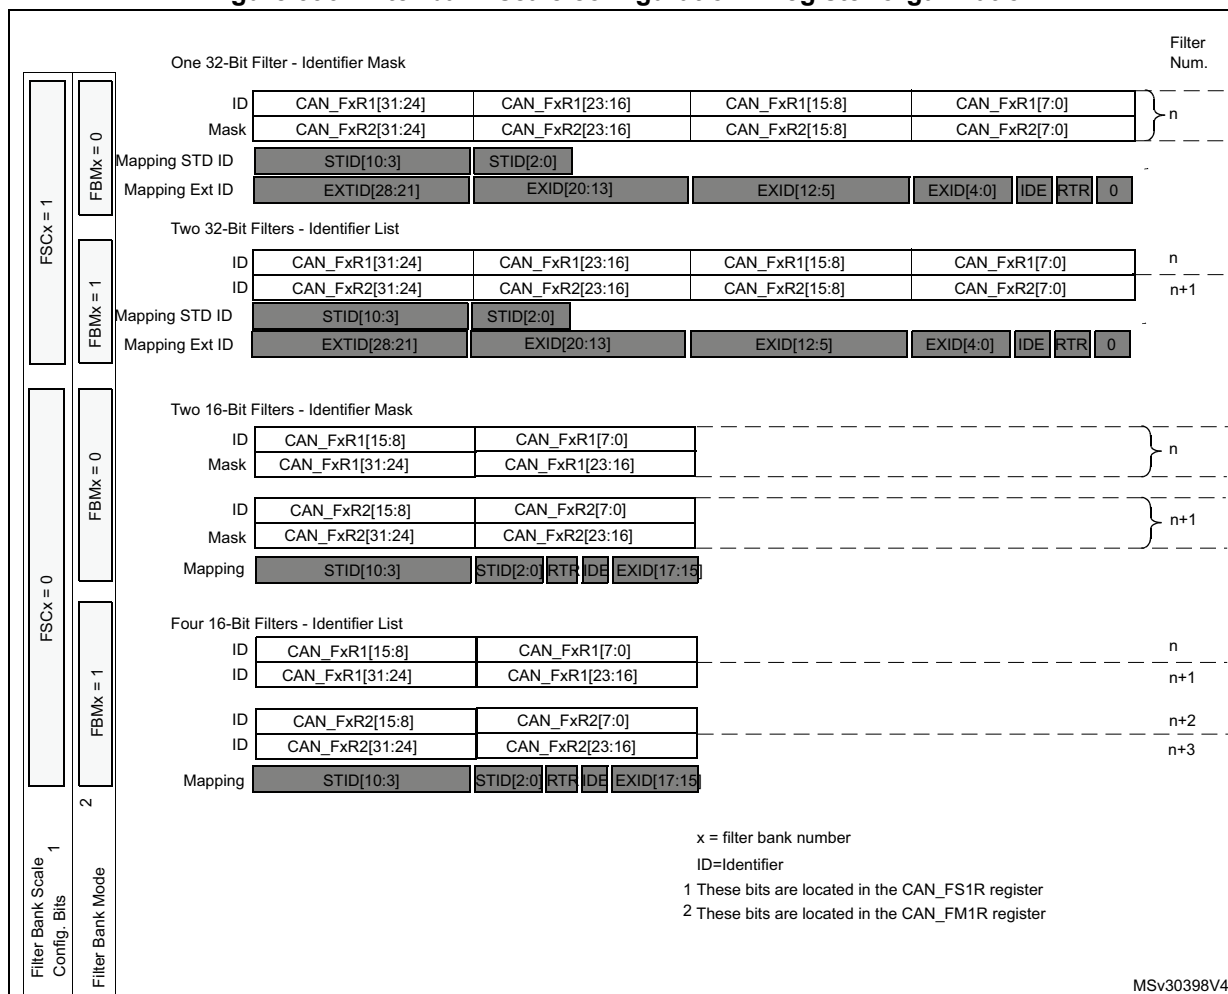 Filter
Num.
One 32-Bit Filter - Identifier Mask
ID CAN_FxR1[31:24] CAN_FxR1[23:16] CAN_FxR1[15:8] CAN_FxR1[7:0] n
Mask CAN_FxR2[31:24] CAN_FxR2[23:16] CAN_FxR2[15:8] CAN_FxR2[7:0]
Mapping STD ID STID[10:3] STID[2:0]
Mapping Ext ID EXTID[28:21] EXID[20:13] EXID[12:5] EXID[4:0] IDE RTR 0
FSCx = 1
FBMx = 0
Two 32-Bit Filters - Identifier List
ID CAN_FxR1[31:24] CAN_FxR1[23:16] CAN_FxR1[15:8] CAN_FxR1[7:0] n
ID CAN_FxR2[31:24] CAN_FxR2[23:16] CAN_FxR2[15:8] CAN_FxR2[7:0] n+1
Mapping STD ID STID[10:3] STID[2:0]
Mapping Ext ID EXTID[28:21] EXID[20:13] EXID[12:5] EXID[4:0] IDE RTR 0
FBMx = 1
Two 16-Bit Filters - Identifier Mask
ID CAN_FxR1[15:8] CAN_FxR1[7:0] n
Mask CAN_FxR1[31:24] CAN_FxR1[23:16]
ID CAN_FxR2[15:8] CAN_FxR2[7:0] n+1
Mask CAN_FxR2[31:24] CAN_FxR2[23:16]
Mapping STID[10:3] STID[2:0] RTR IDE EXID[17:15]
FSCx = 0
FBMx = 0
Four 16-Bit Filters - Identifier List
ID CAN_FxR1[15:8] CAN_FxR1[7:0] n
ID CAN_FxR1[31:24] CAN_FxR1[23:16] n+1
ID CAN_FxR2[15:8] CAN_FxR2[7:0] n+2
ID CAN_FxR2[31:24] CAN_FxR2[23:16] n+3
Mapping STID[10:3] STID[2:0] RTR IDE EXID[17:15]
FBMx = 1
Filter Bank Scale
Config. Bits 1
Filter Bank Mode 2
x = filter bank number
ID=Identifier
1 These bits are located in the CAN_FS1R register
2 These bits are located in the CAN_FM1R register
MSv30398V4